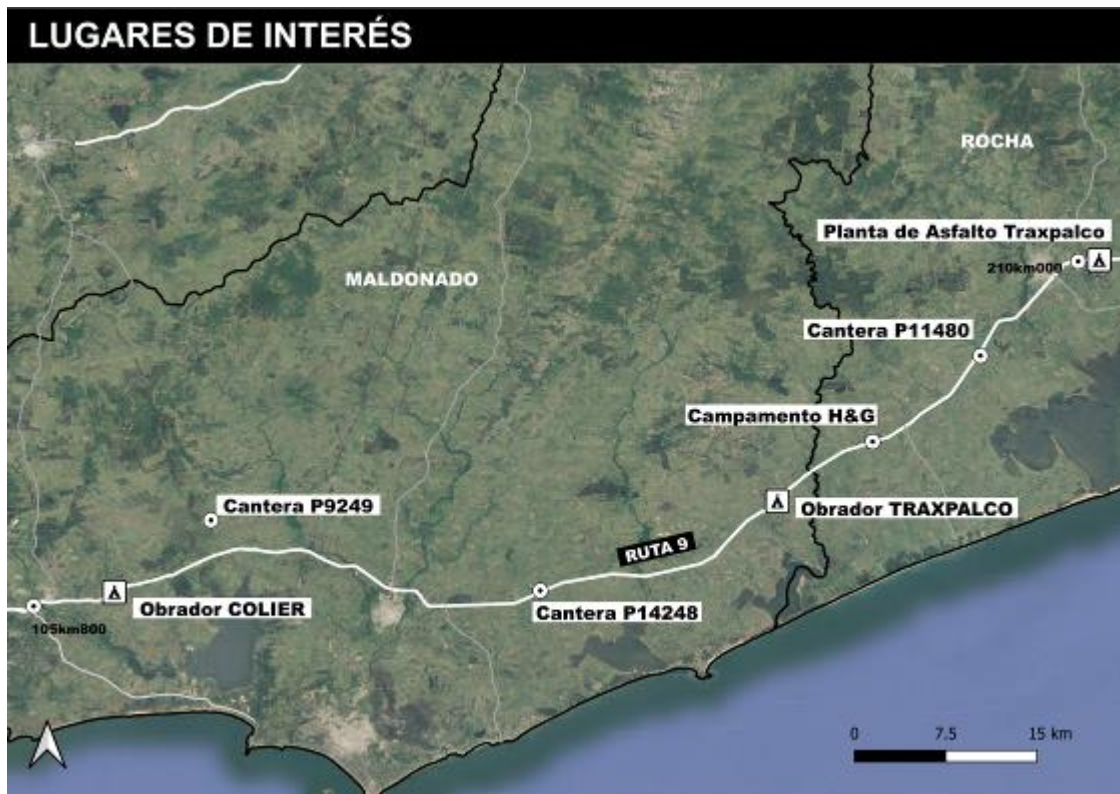 LUGARES DE INTERÉS
ROCHA
Planta de Asfalto Traxpalco
210km000
MALDONADO
Cantera P11480
Campamento H&G
Cantera P9249
Obrador TRAXPALCO
RUTA 9
Obrador COLIER
Cantera P14248
105km800
0 7.5 15 km